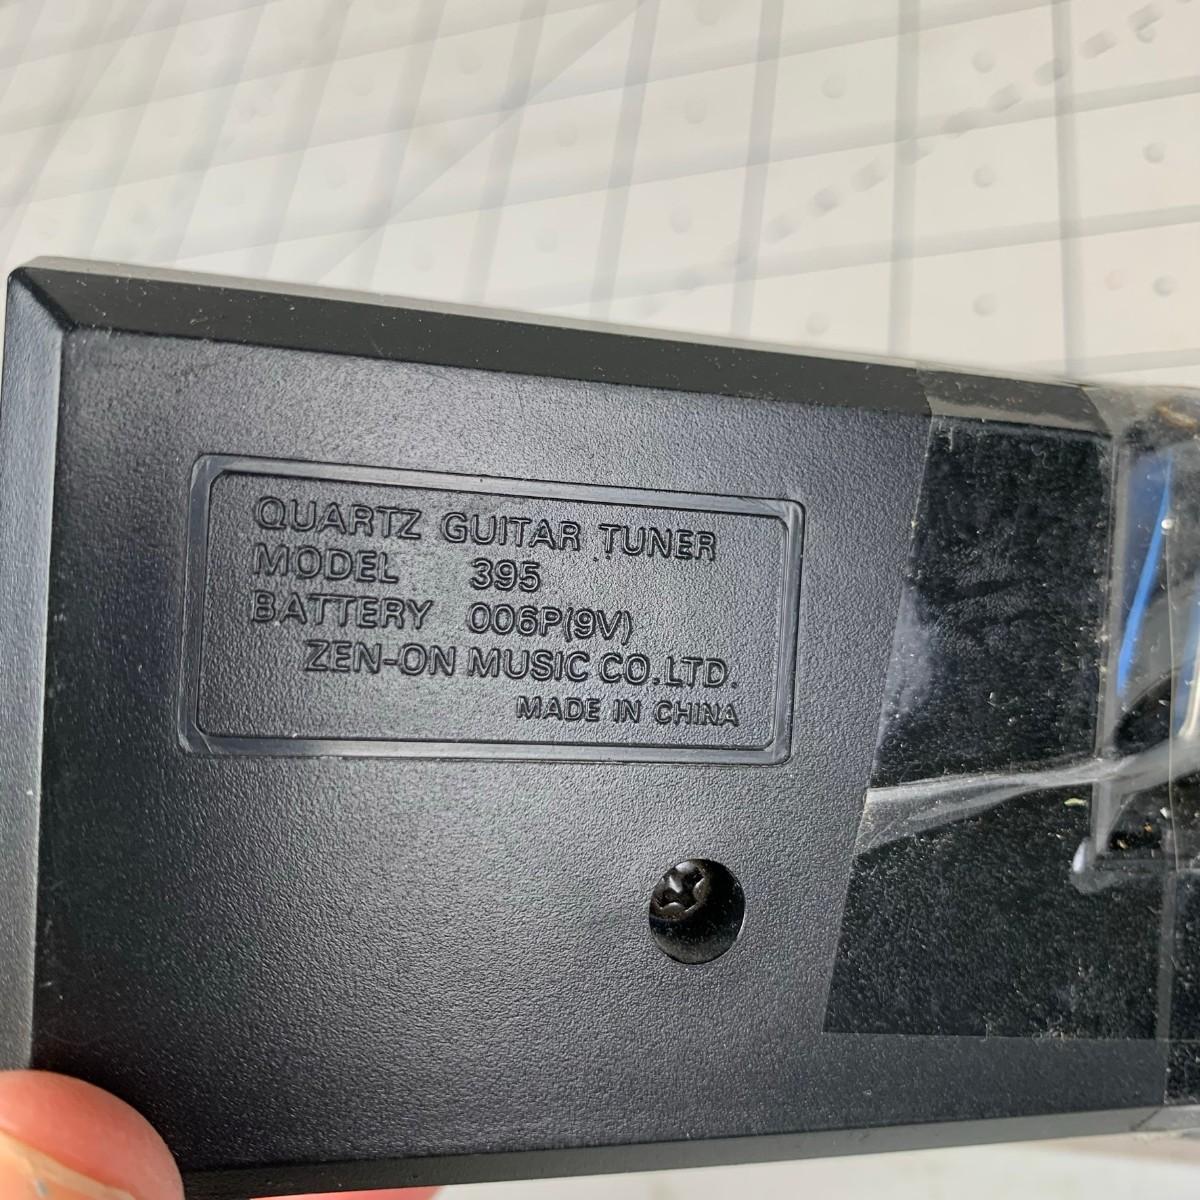 QUARTZ GUITAR TUNER
MODEL 395
BATTERY 006P(9V)
ZEN-ON MUSIC CO.LTD.
MADE IN CHINA